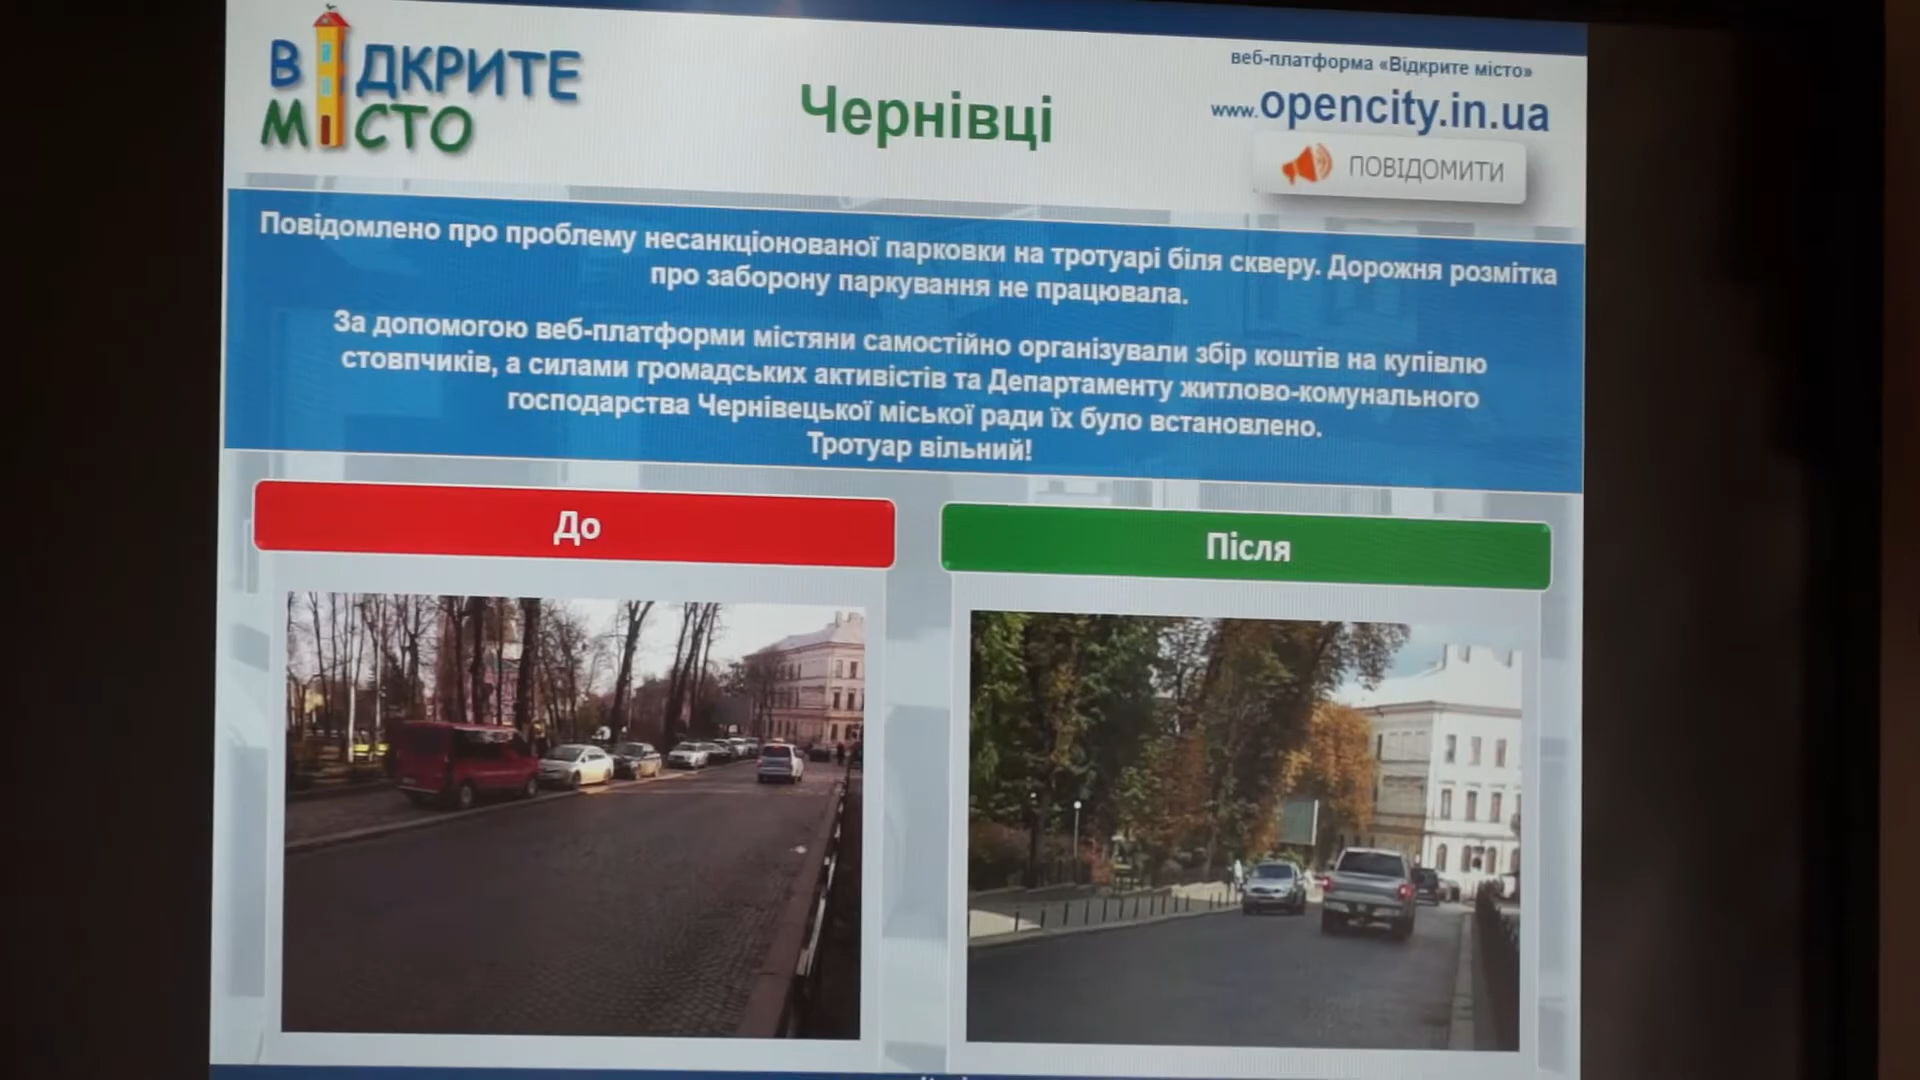 ВІДКРИТЕ
МІСТО
Чернівці
веб-платформа «Відкрите місто»
www.opencity.in.ua
ПОВІДОМИТИ
Повідомлено про проблему несанкціонованої парковки на тротуарі біля скверу. Дорожня розмітка
про заборону паркування не працювала.
За допомогою веб-платформи містяни самостійно організували збір коштів на купівлю
стовпчиків, а силами громадських активістів та Департаменту житлово-комунального
господарства Чернівецької міської ради їх було встановлено.
Тротуар вільний!
До
Після